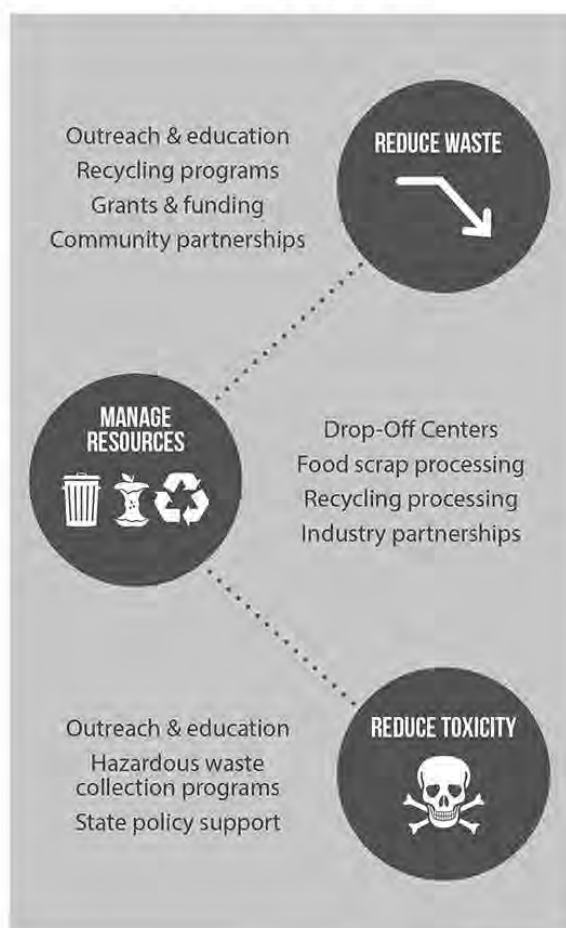 Outreach & education
Recycling programs
Grants & funding
Community partnerships
REDUCE WASTE
MANAGE
RESOURCES
Drop-Off Centers
Food scrap processing
Recycling processing
Industry partnerships
Outreach & education
Hazardous waste
collection programs
State policy support
REDUCE TOXICITY